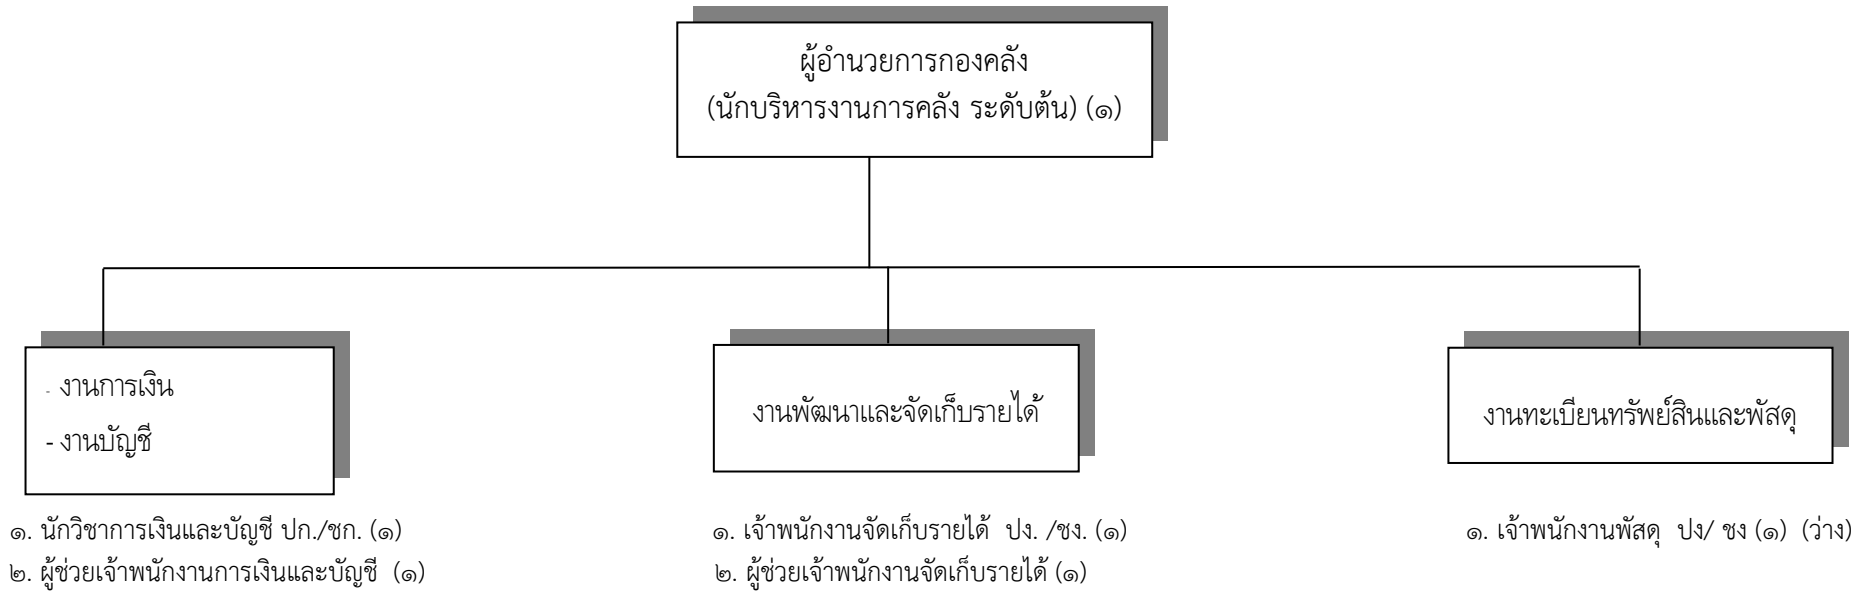 ผู้อำนวยการกองคลัง
(นักบริหารงานการคลัง ระดับต้น) (๑)
- งานการเงิน
- งานบัญชี
งานพัฒนาและจัดเก็บรายได้
งานทะเบียนทรัพย์สินและพัสดุ
๑. นักวิชาการเงินและบัญชี ปก./ชก. (๑)
๒. ผู้ช่วยเจ้าพนักงานการเงินและบัญชี (๑)
๑. เจ้าพนักงานจัดเก็บรายได้ ปง. /ชง. (๑)
๒. ผู้ช่วยเจ้าพนักงานจัดเก็บรายได้ (๑)
๑. เจ้าพนักงานพัสดุ ปง/ ชง (๑) (ว่าง)